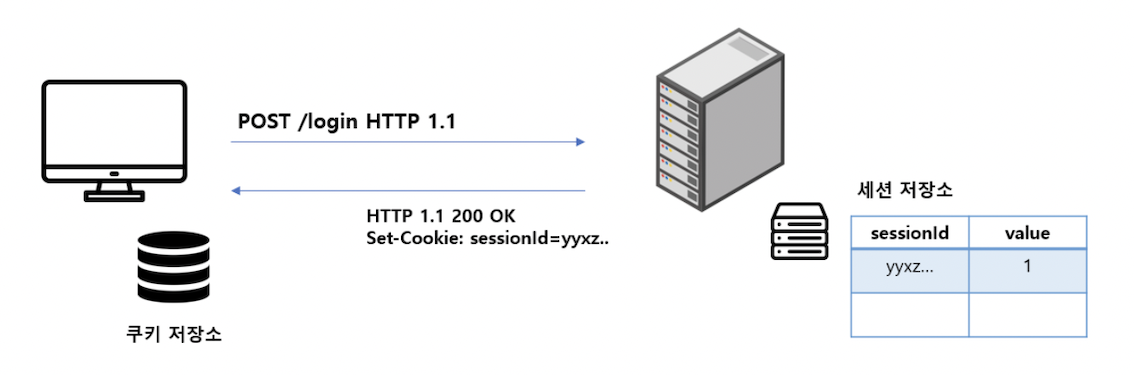 POST /login HTTP 1.1
HTTP 1.1 200 OK
Set-Cookie: sessionId=yyxz..
쿠키 저장소
세션 저장소
sessionId value
yyxz... 1